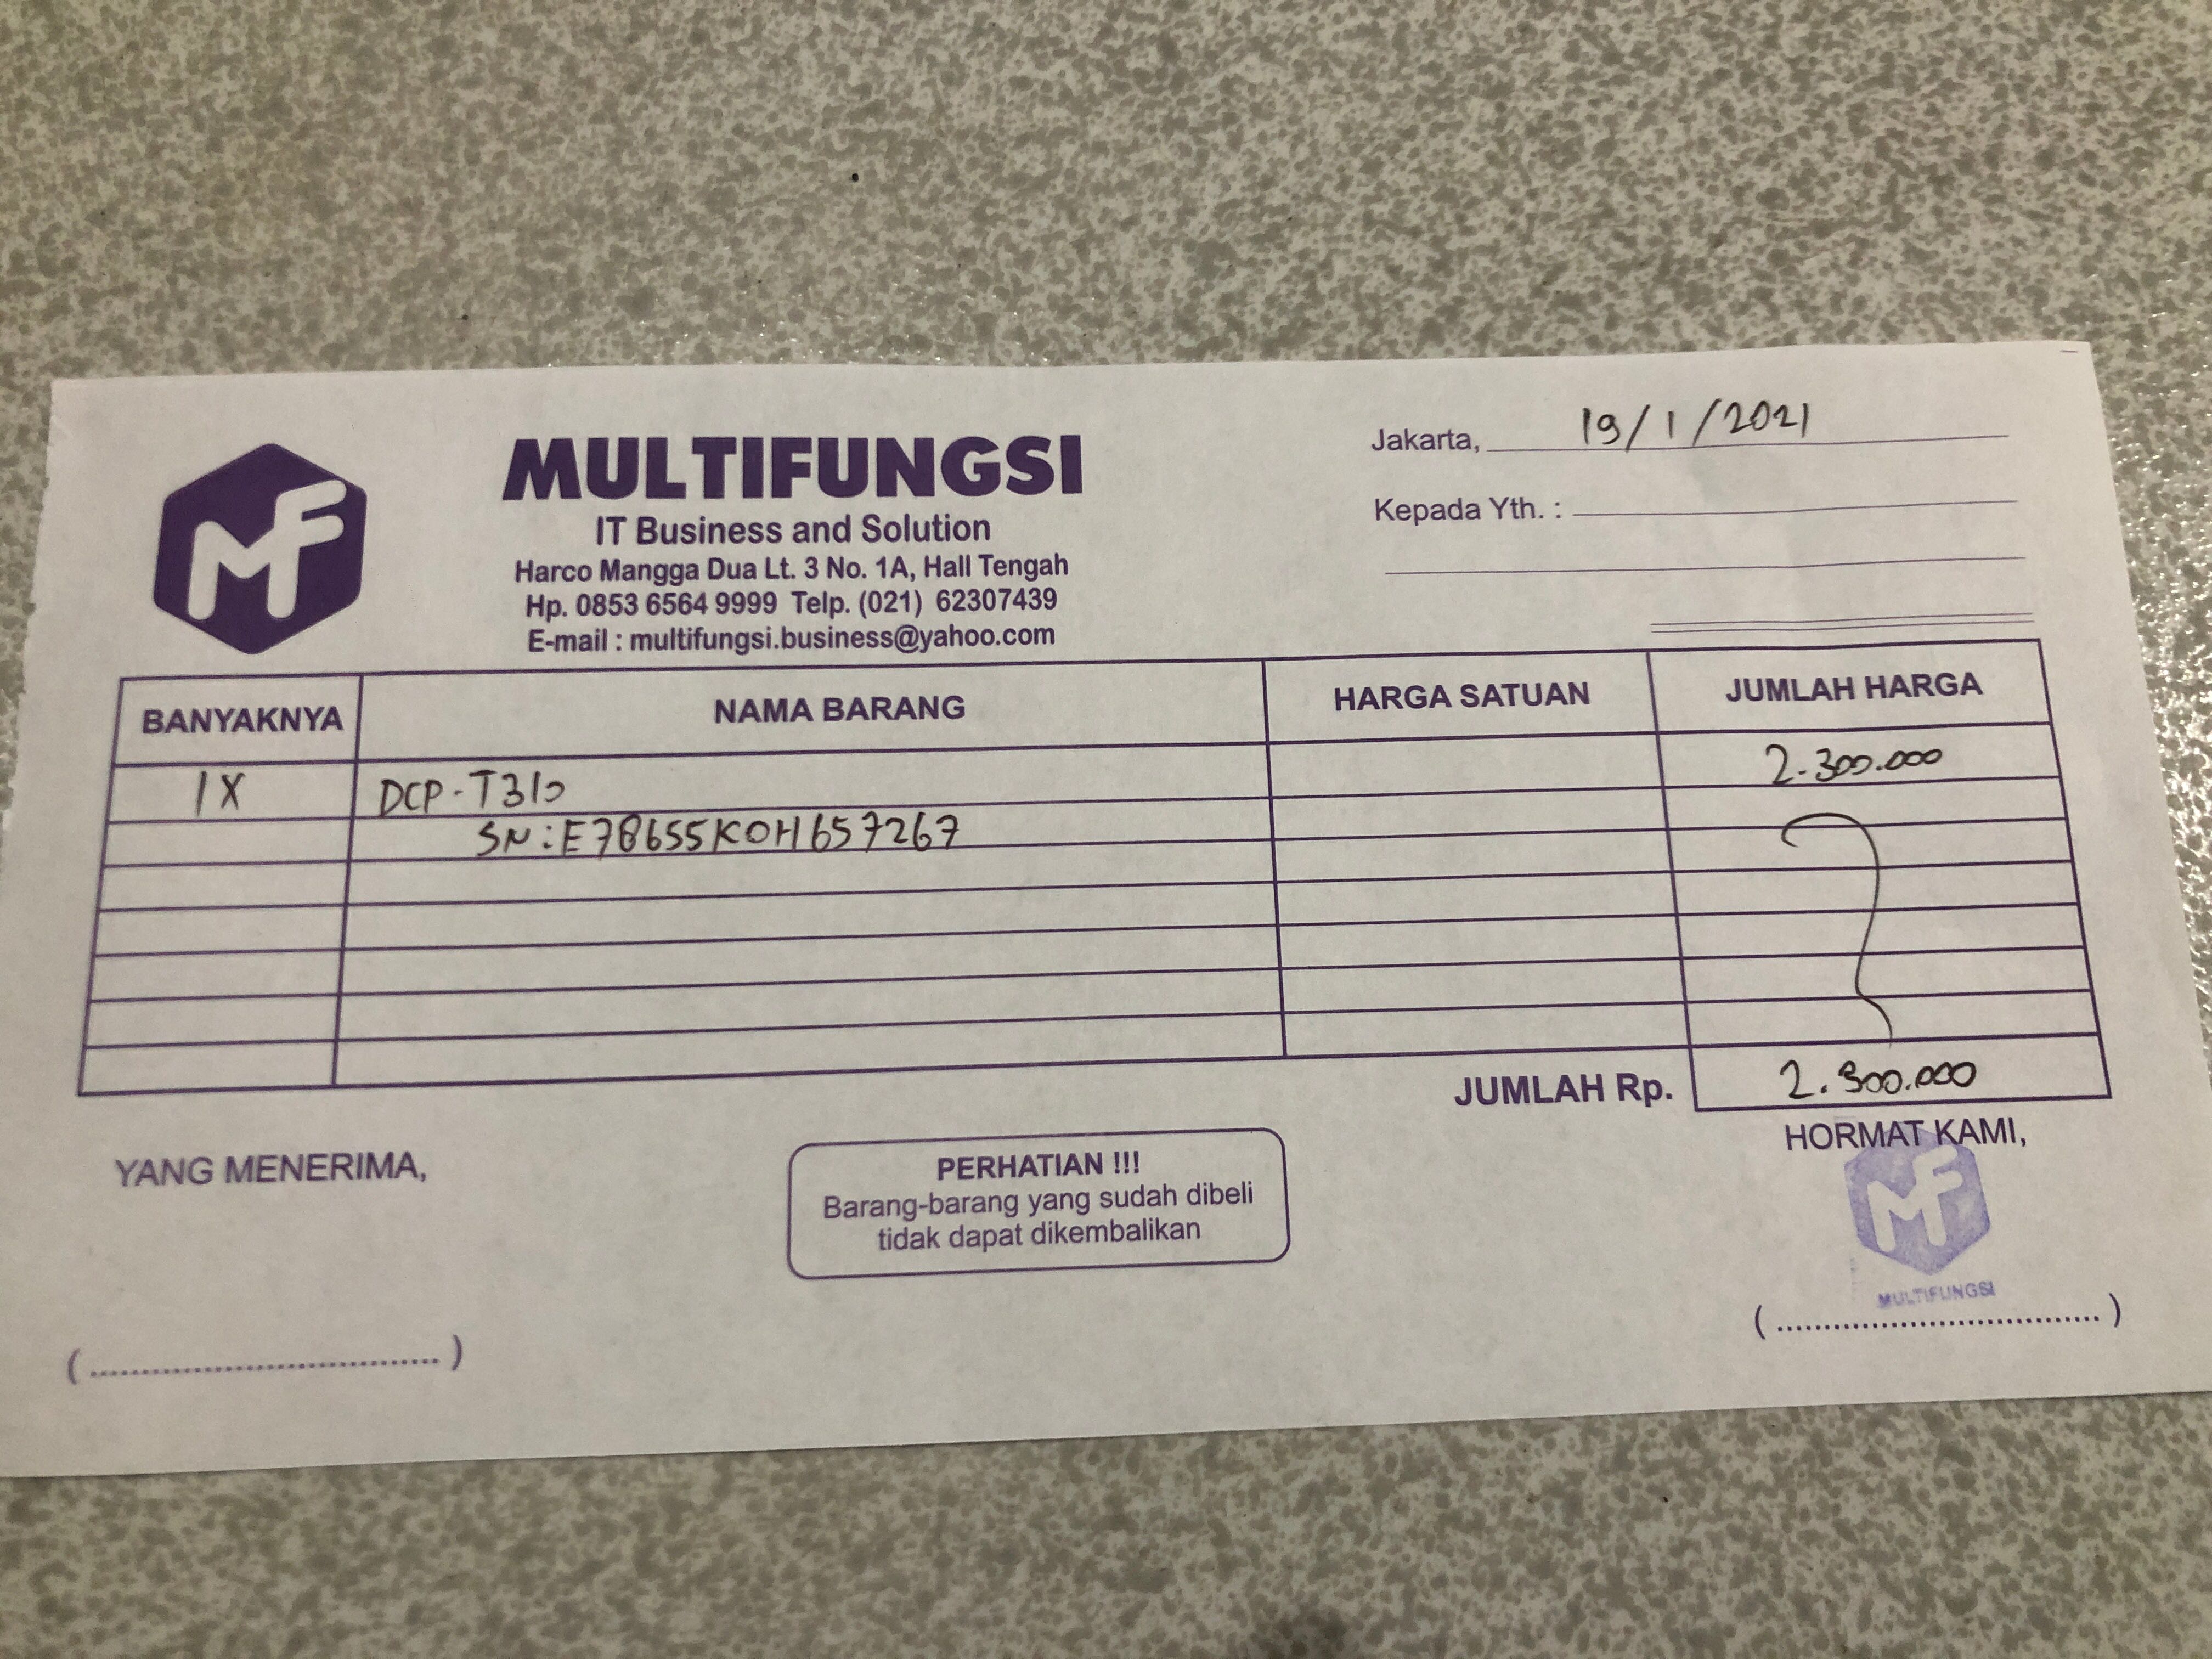 MF
MULTIFUNGSI
IT Business and Solution
Harco Mangga Dua Lt. 3 No. 1A, Hall Tengah
Hp. 0853 6564 9999 Telp. (021) 62307439
E-mail : multifungsi.business@yahoo.com
Jakarta, 19/1/2021
Kepada Yth. :
BANYAKNYA NAMA BARANG HARGA SATUAN JUMLAH HARGA
1X DCP-T310 2.300.000
SN:E78655K0H657267
JUMLAH Rp. 2.300.000
YANG MENERIMA,
PERHATIAN !!!
Barang-barang yang sudah dibeli
tidak dapat dikembalikan
HORMAT KAMI,
MF
MULTIFUNGSI
(....................................)
(....................................)